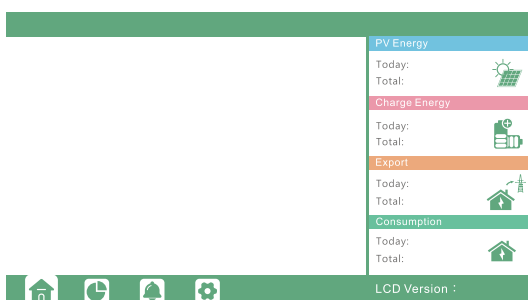 PV Energy
Today:
Total:
Charge Energy
Today:
Total:
Export
Today:
Total:
Consumption
Today:
Total:
LCD Version：